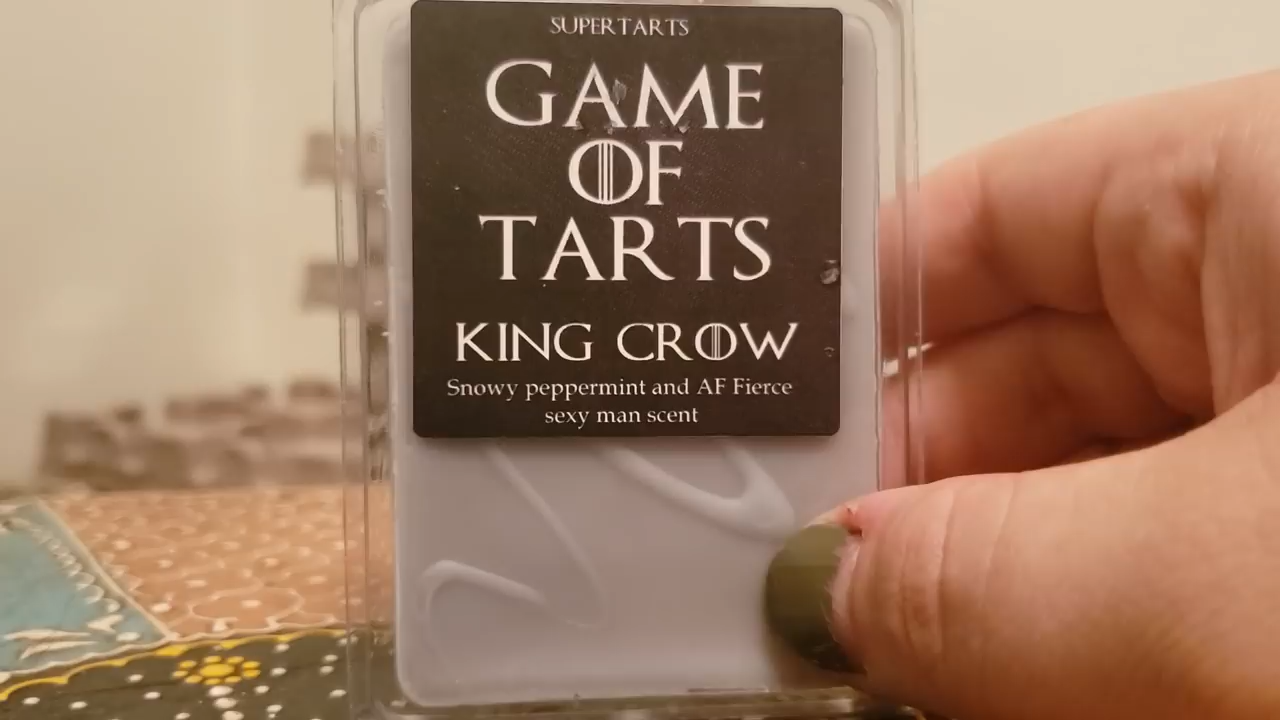 SUPERTARTS
GAME
OF
TARTS
KING CROW
Snowy peppermint and AF Fierce
sexy man scent